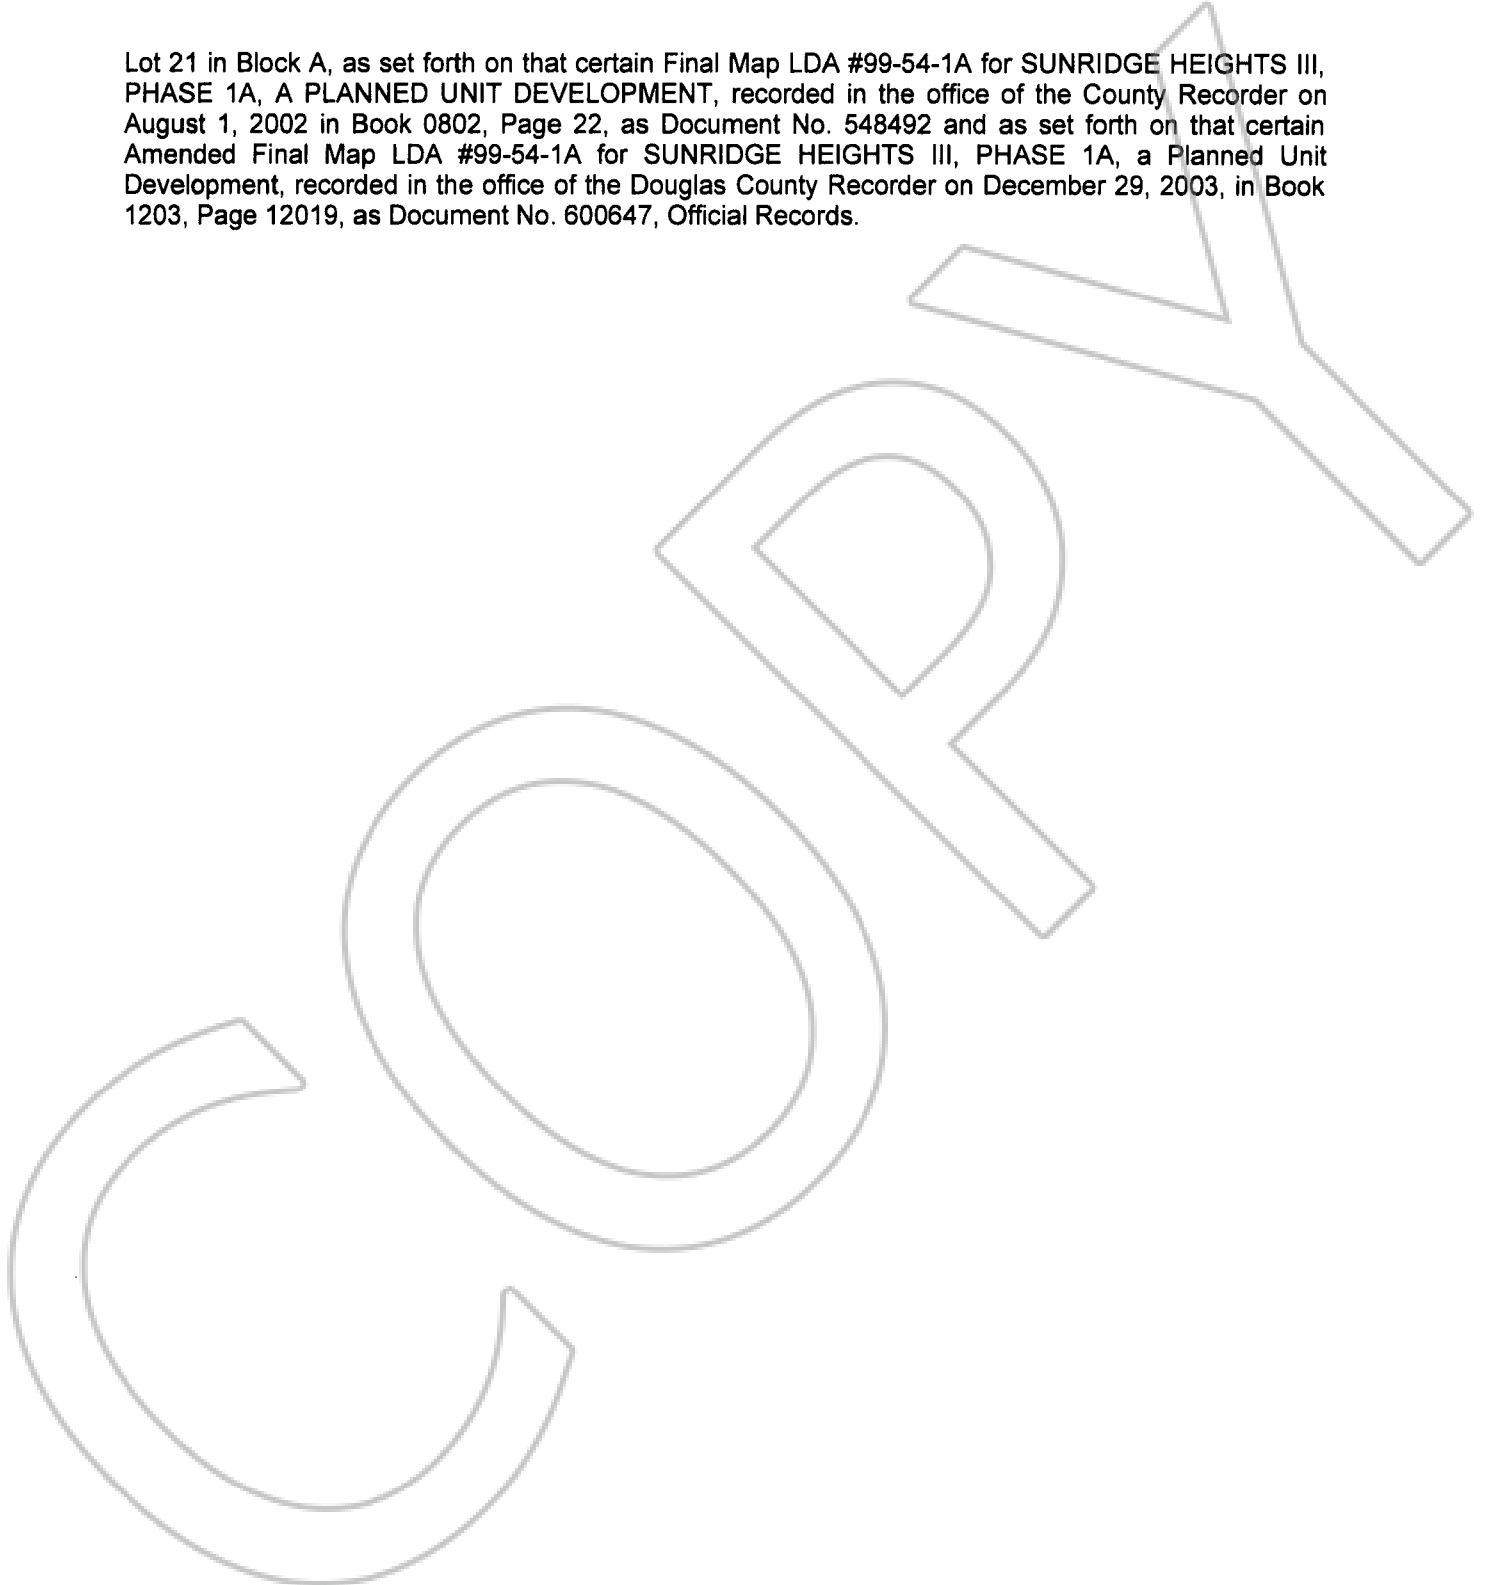 Lot 21 in Block A, as set forth on that certain Final Map LDA #99-54-1A for SUNRIDGE HEIGHTS III,
PHASE 1A, A PLANNED UNIT DEVELOPMENT, recorded in the office of the County Recorder on
August 1, 2002 in Book 0802, Page 22, as Document No. 548492 and as set forth on that certain
Amended Final Map LDA #99-54-1A for SUNRIDGE HEIGHTS III, PHASE 1A, a Planned Unit
Development, recorded in the office of the Douglas County Recorder on December 29, 2003, in Book
1203, Page 12019, as Document No. 600647, Official Records.
COPY